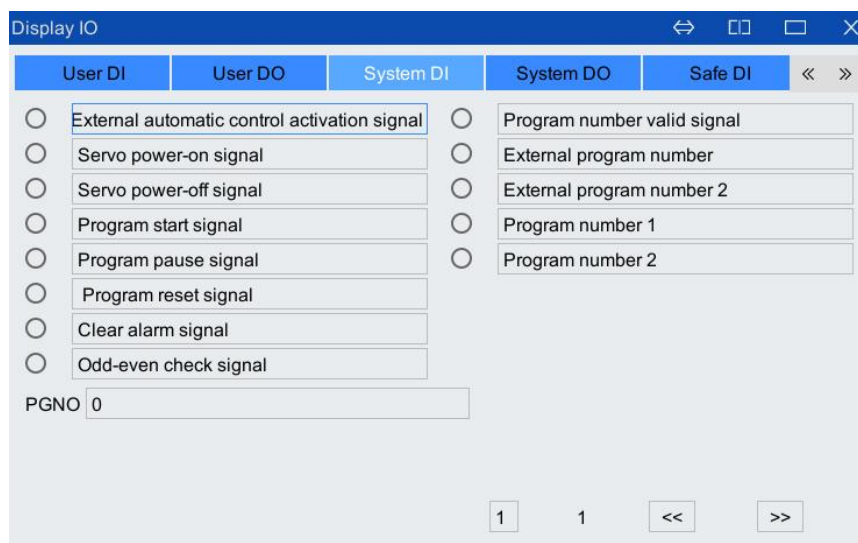 Display IO
User DI User DO System DI System DO Safe DI « »
External automatic control activation signal Program number valid signal
Servo power-on signal External program number
Servo power-off signal External program number 2
Program start signal Program number 1
Program pause signal Program number 2
Program reset signal
Clear alarm signal
Odd-even check signal
PGNO 0
1 1 << >>